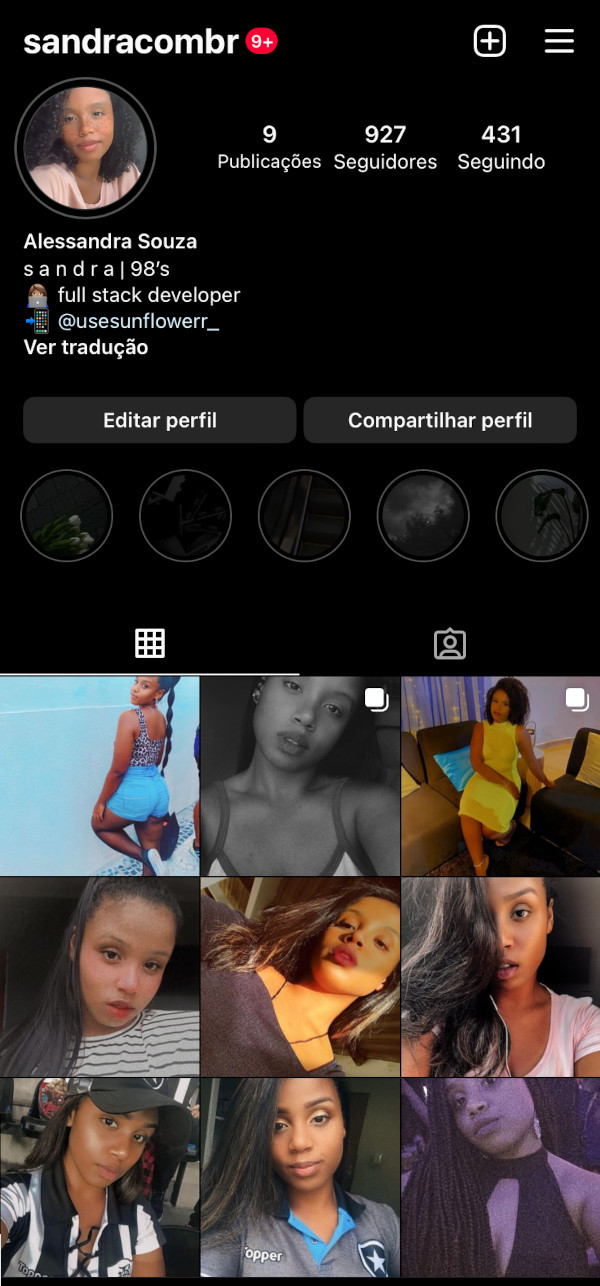 sandracombr 9+
9 927 431
Publicações Seguidores Seguindo
Alessandra Souza
s a n d r a | 98’s
full stack developer
@usesunflowerr_
Ver tradução
Editar perfil Compartilhar perfil
Topper
Topper